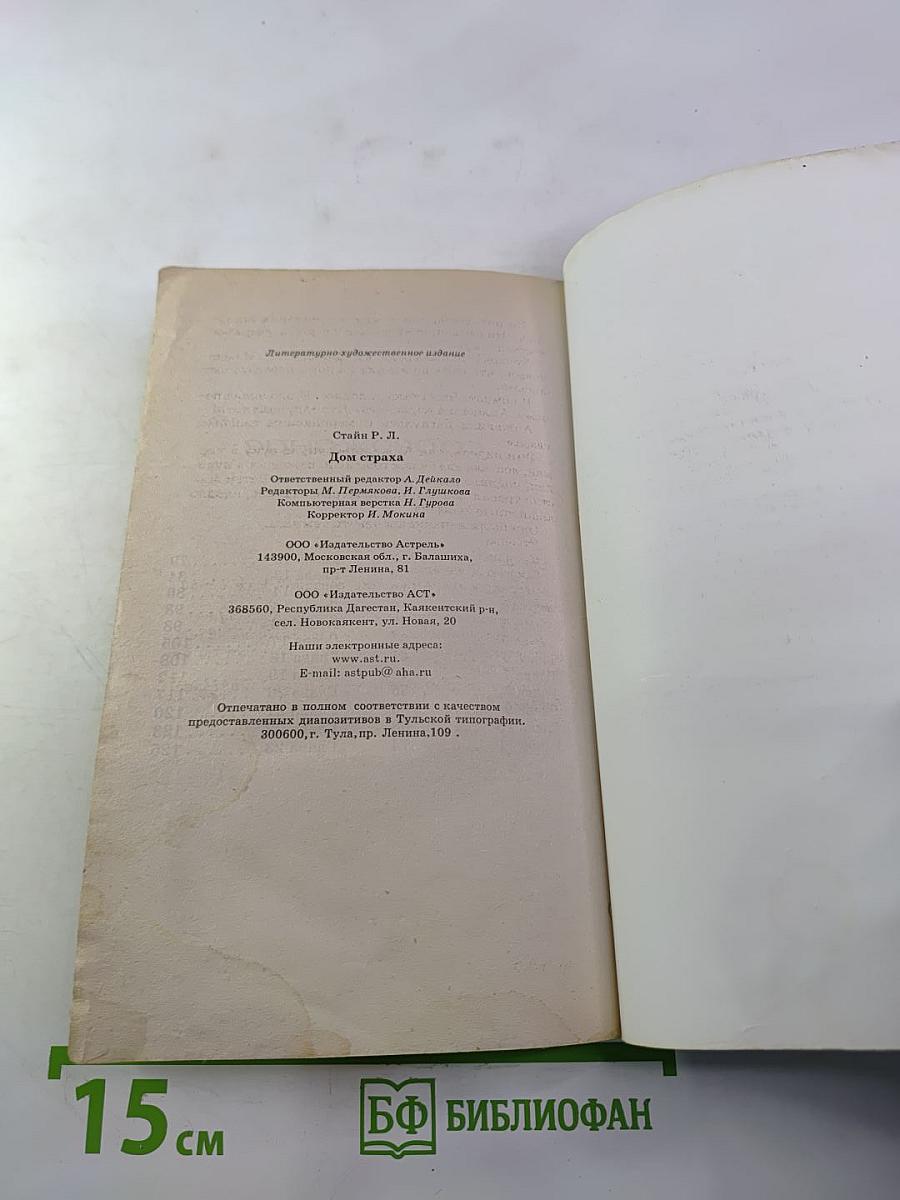 Литературно-художественное издание
Стайн Р. Л.
Дом страха
Ответственный редактор А. Дейкало
Редакторы М. Пермякова, И. Глушкова
Компьютерная верстка Н. Гурова
Корректор И. Мокина
ООО «Издательство Астрель»
143900, Московская обл., г. Балашиха,
пр-т Ленина, 81
ООО «Издательство АСТ»
368560, Республика Дагестан, Каякентский р-н,
сел. Новокаякент, ул. Новая, 20
Наши электронные адреса:
www.ast.ru.
E-mail: astpub@aha.ru
Отпечатано в полном соответствии с качеством
предоставленных диапозитивов в Тульской типографии.
300600, г. Тула, пр. Ленина,109 .
15 см
БФ БИБЛИОФАН